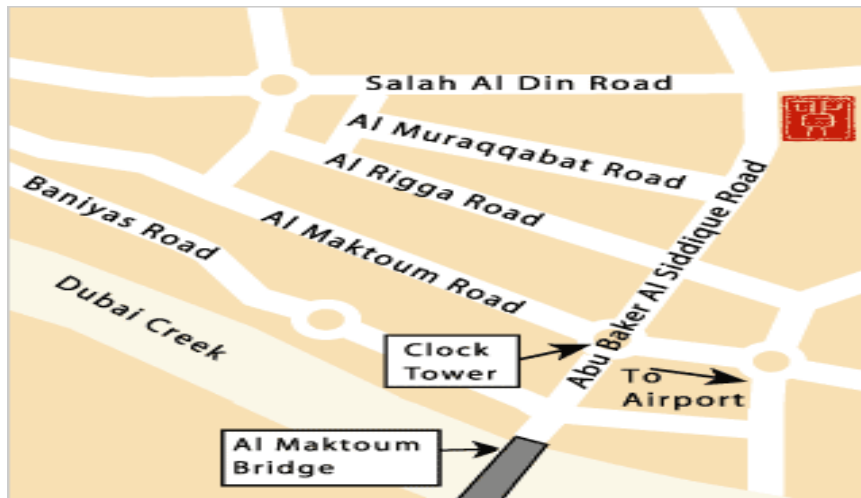 Salah Al Din Road
Al Muraqqabat Road
Al Rigga Road
Baniyas Road
Al Maktoum Road
Abu Baker Al Siddique Road
Dubai Creek
Clock
Tower
To
Airport
Al Maktoum
Bridge